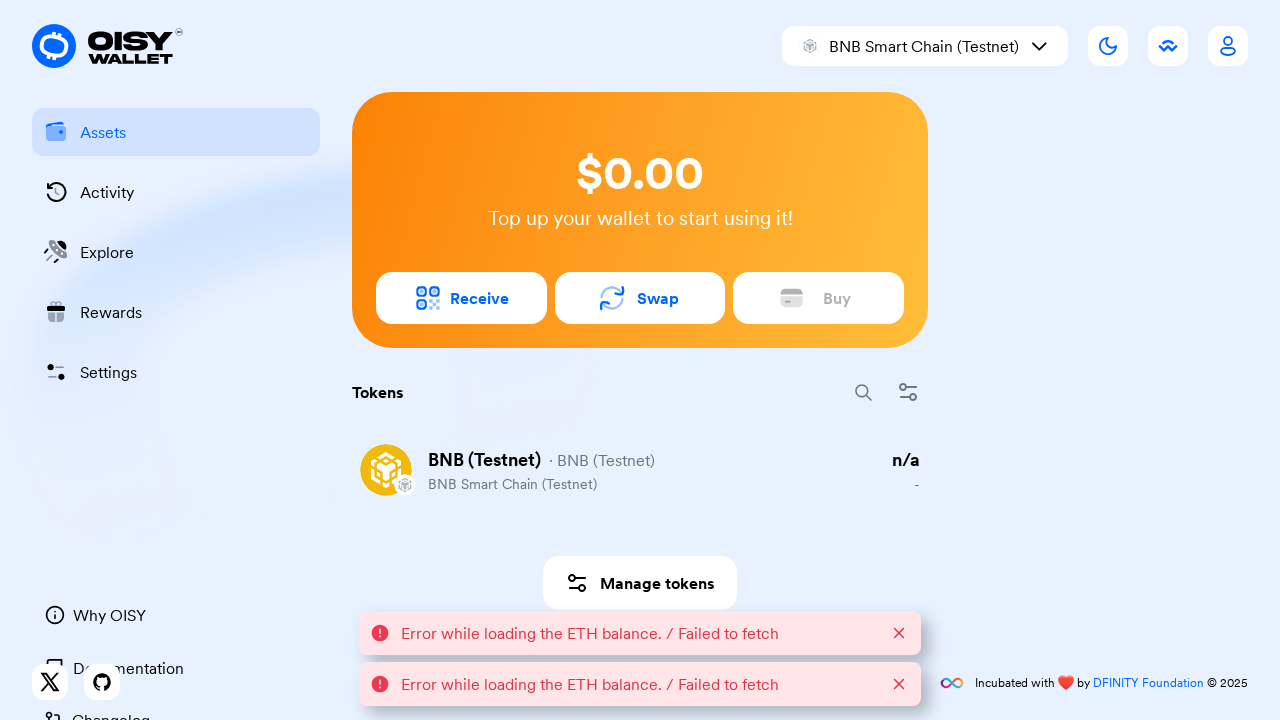 OISY
WALLET
BNB Smart Chain (Testnet)
Assets
Activity
Explore
Rewards
Settings
$0.00
Top up your wallet to start using it!
Receive
Swap
Buy
Tokens
BNB (Testnet) · BNB (Testnet)
BNB Smart Chain (Testnet)
n/a
-
Manage tokens
Why OISY
Documentation
Changelog
Error while loading the ETH balance. / Failed to fetch
Error while loading the ETH balance. / Failed to fetch
Incubated with ❤️ by DFINITY Foundation © 2025